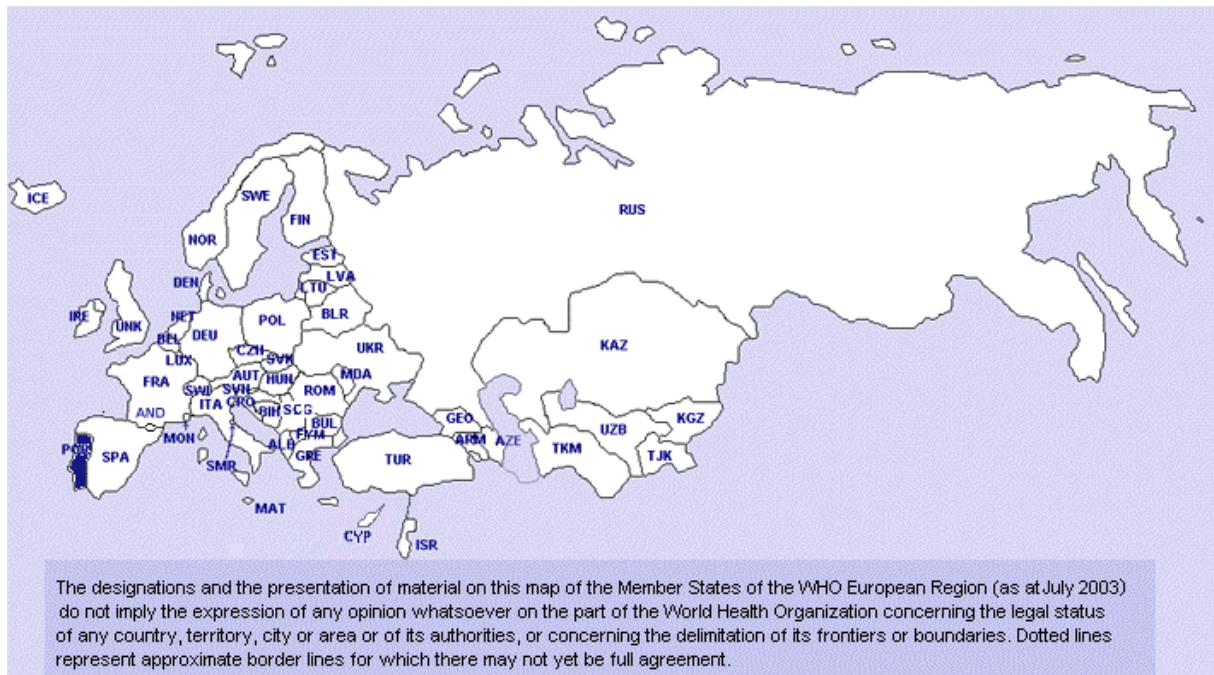 ICE
SWE
FIN
NOR
RUS
EST
LVA
LTU
DEN
IRE
UNK
NET
BEL
DEU
POL
BLR
LUX
CZH
SVK
UKR
KAZ
FRA
SWI
AUT
HUN
MDA
SVN
ROM
AND
ITA
CRO
BIH
SCG
BUL
GEO
UZB
KGZ
MON
FYM
ARM
AZE
POR
SPA
SMR
ALB
GRE
TUR
TKM
TJK
MAT
CYP
ISR
The designations and the presentation of material on this map of the Member States of the WHO European Region (as at July 2003)
do not imply the expression of any opinion whatsoever on the part of the World Health Organization concerning the legal status
of any country, territory, city or area or of its authorities, or concerning the delimitation of its frontiers or boundaries. Dotted lines
represent approximate border lines for which there may not yet be full agreement.